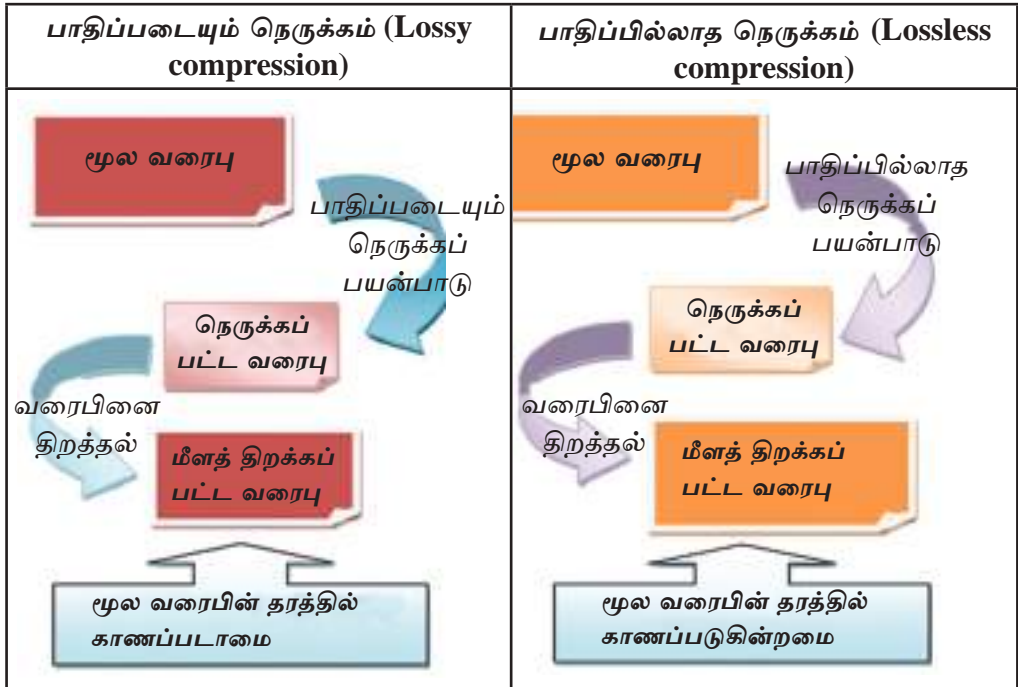 பாதிப்படையும் நெருக்கம் (Lossy
compression)
பாதிப்பில்லாத நெருக்கம் (Lossless
compression)
மூல வரைபு
பாதிப்படையும்
நெருக்கப்
பயன்பாடு
நெருக்கப்
பட்ட வரைபு
வரைபினை
திறத்தல்
மீளத் திறக்கப்
பட்ட வரைபு
மூல வரைபின் தரத்தில்
காணப்படாமை
மூல வரைபு
பாதிப்பில்லாத
நெருக்கப்
பயன்பாடு
நெருக்கப்
பட்ட வரைபு
வரைபினை
திறத்தல்
மீளத் திறக்கப்
பட்ட வரைபு
மூல வரைபின் தரத்தில்
காணப்படுகின்றமை